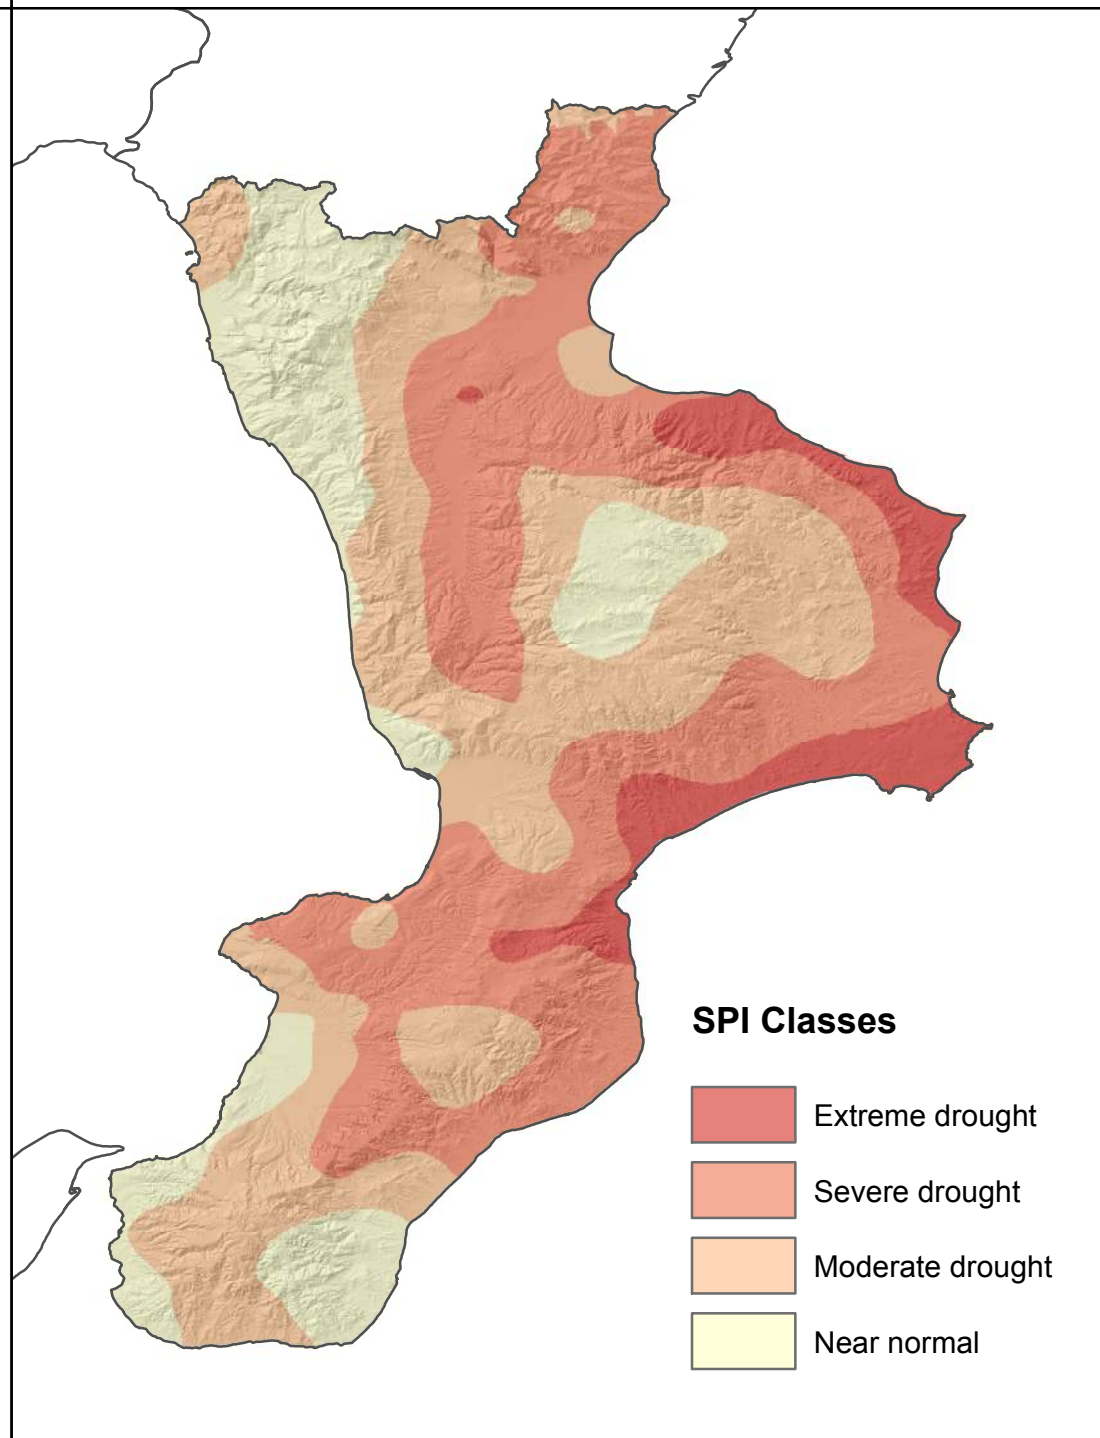 SPI Classes
Extreme drought
Severe drought
Moderate drought
Near normal